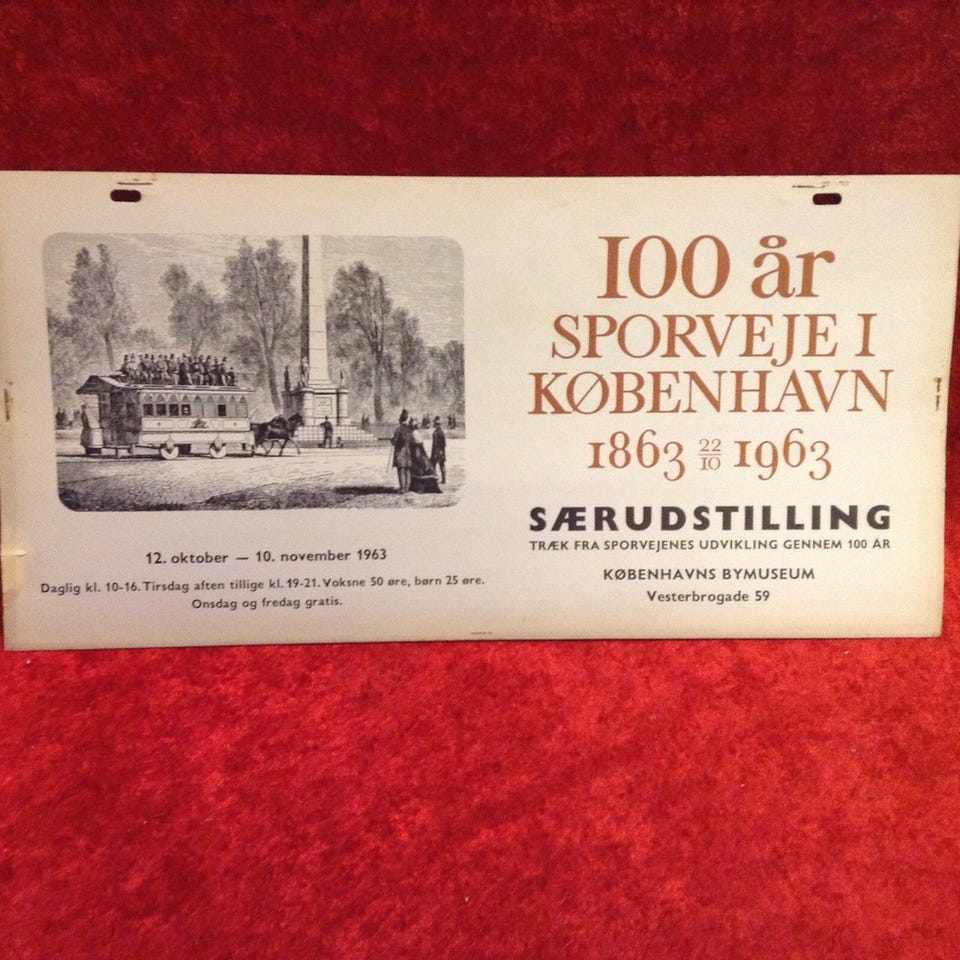 100 år
SPORVEJE I
KØBENHAVN
1863 22/10 1963
SÆRUDSTILLING
TRÆK FRA SPORVEJENES UDVIKLING GENNEM 100 ÅR
KØBENHAVNS BYMUSEUM
Vesterbrogade 59
12. oktober — 10. november 1963
Daglig kl. 10-16. Tirsdag aften tillige kl. 19-21. Voksne 50 øre, børn 25 øre.
Onsdag og fredag gratis.